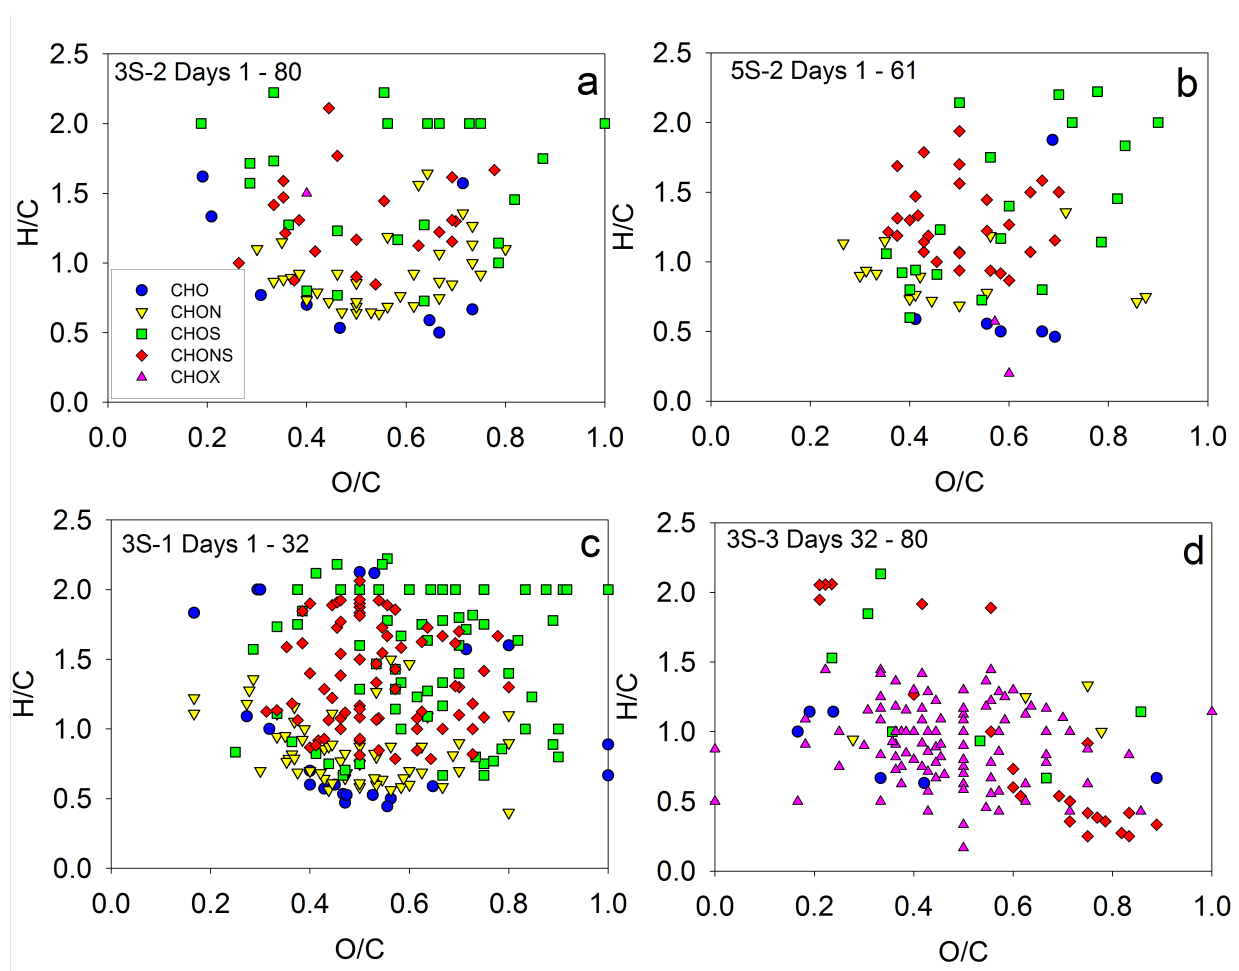 3S-2 Days 1 - 80
a
2.5
2.0
1.5
1.0
0.5
0.0
H/C
CHO
CHON
CHOS
CHONS
CHOX
0.0 0.2 0.4 0.6 0.8 1.0
O/C
5S-2 Days 1 - 61
b
2.5
2.0
1.5
1.0
0.5
0.0
H/C
0.0 0.2 0.4 0.6 0.8 1.0
O/C
3S-1 Days 1 - 32
c
2.5
2.0
1.5
1.0
0.5
0.0
H/C
0.0 0.2 0.4 0.6 0.8 1.0
O/C
3S-3 Days 32 - 80
d
2.5
2.0
1.5
1.0
0.5
0.0
H/C
0.0 0.2 0.4 0.6 0.8 1.0
O/C